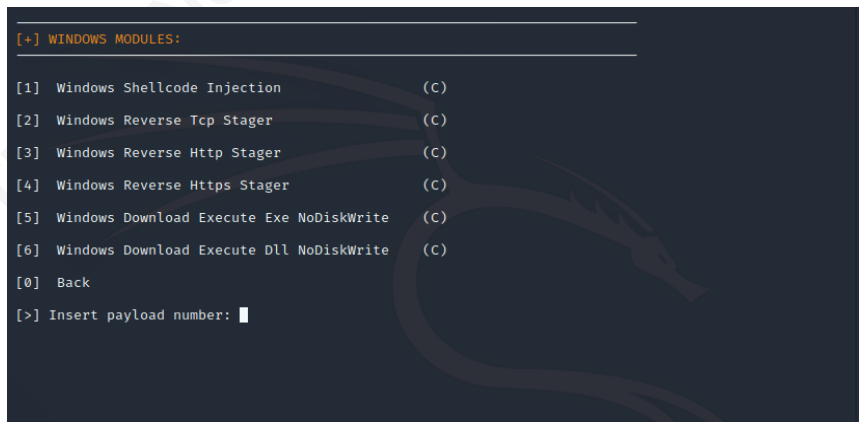 [+] WINDOWS MODULES:
[1] Windows Shellcode Injection (C)
[2] Windows Reverse Tcp Stager (C)
[3] Windows Reverse Http Stager (C)
[4] Windows Reverse Https Stager (C)
[5] Windows Download Execute Exe NoDiskWrite (C)
[6] Windows Download Execute Dll NoDiskWrite (C)
[0] Back
[>] Insert payload number: